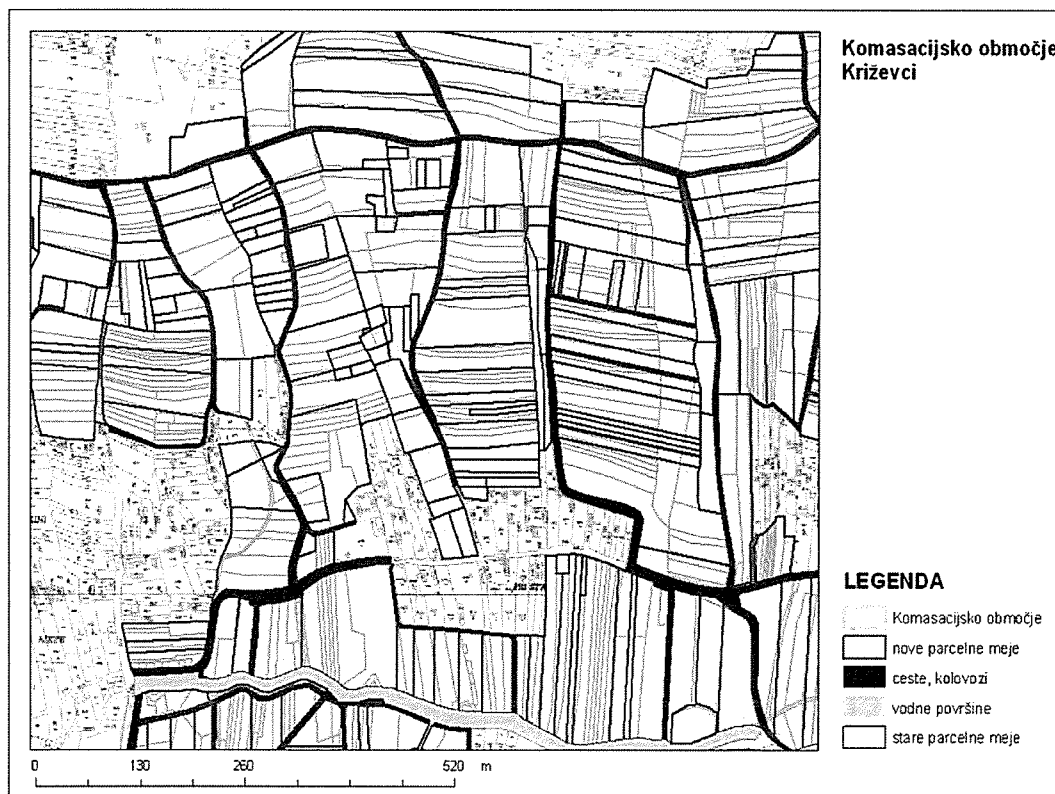 Komasacijsko območje
Križevci
LEGENDA
Komasacijsko območje
nove parcelne meje
ceste, kolovozi
vodne površine
stare parcelne meje
0 130 260 520 m